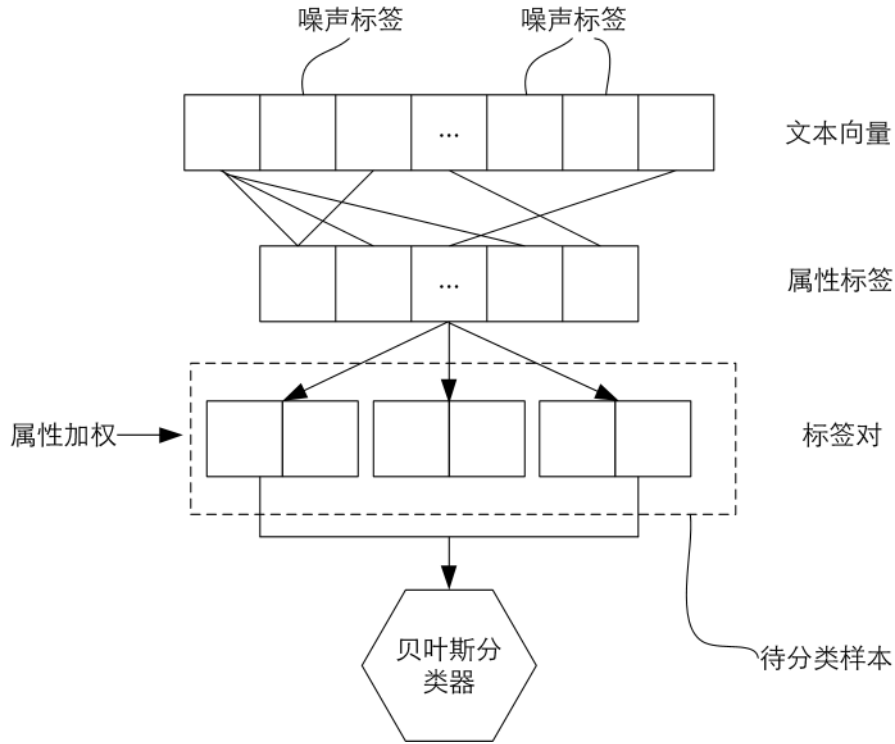 噪声标签
噪声标签
...
文本向量
...
属性标签
属性加权
标签对
贝叶斯分
类器
待分类样本